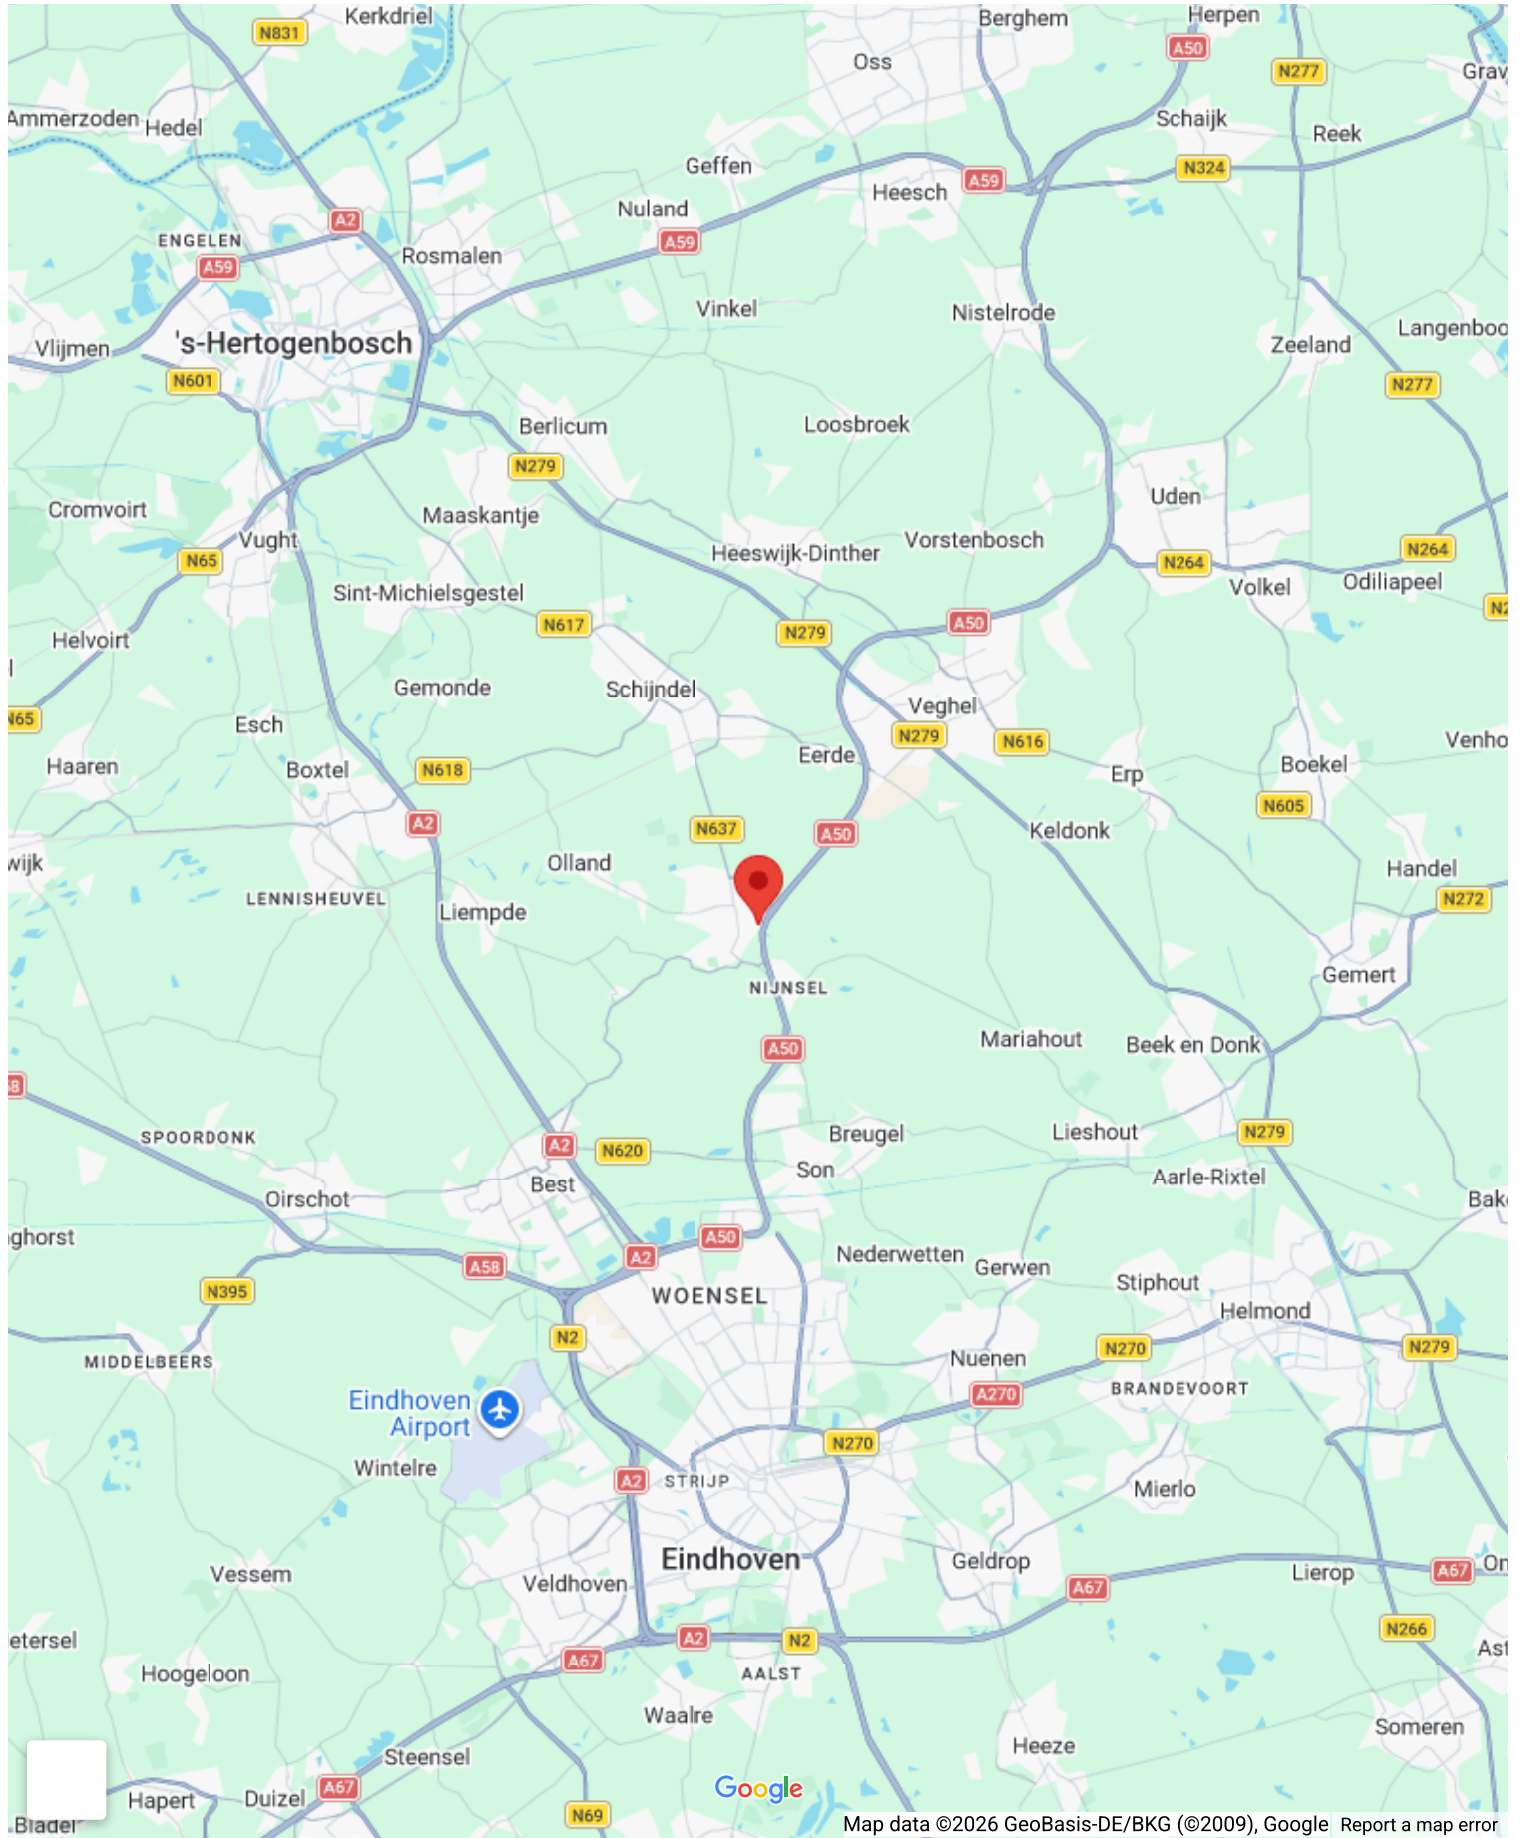 Kerkdriel
Berghem
Herpen
N831
A50
Oss
N277
Grav
Ammerzoden
Hedel
Schaijk
Reek
Geffen
N324
A59
Heesch
Nuland
A2
ENGELEN
A59
Rosmalen
A59
Vinkel
Nistelrode
Langenboo
's-Hertogenbosch
Vlijmen
Zeeland
N601
N277
Berlicum
Loosbroek
N279
Uden
Cromvoirt
Maaskantje
Vught
Heeswijk-Dinther
Vorstenbosch
N264
N65
N264
Volkel
Odiliapeel
Sint-Michielsgestel
N2
N617
N279
A50
Helvoirt
l
Gemonde
Schijndel
Veghel
N65
Esch
N279
N616
Venho
Haaren
Boxtel
N618
Eerde
Erp
Boekel
N605
A2
N637
A50
Keldonk
wijk
Olland
Handel
LENNISHEUVEL
Liempde
N272
NIJNSEL
Gemert
Mariahout
Beek en Donk
A50
58
SPOORDONK
A2
N620
Breugel
Lieshout
N279
Best
Son
Aarle-Rixtel
Oirschot
Bak
ghorst
A50
A2
Nederwetten
Gerwen
A58
Stiphout
N395
WOENSEL
Helmond
N2
N270
N279
MIDDELBEERS
Nuenen
Eindhoven
Airport
A270
BRANDEVOORT
N270
Wintelre
A2
STRIJP
Mierlo
Eindhoven
Geldrop
On
Vessem
Veldhoven
A67
Lierop
A67
etersel
A2
N2
N266
A67
Ast
Hoogeloon
AALST
Waalre
Someren
Steensel
Heeze
A67
Google
Hapert
Duizel
N69
Bladel
Map data ©2026 GeoBasis-DE/BKG (©2009), Google
Report a map error